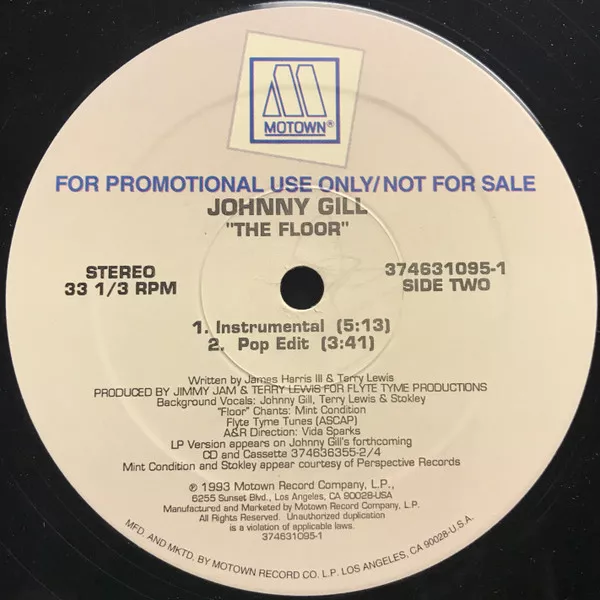 MOTOWN®
FOR PROMOTIONAL USE ONLY/NOT FOR SALE
JOHNNY GILL
"THE FLOOR"
STEREO
33 1/3 RPM
374631095-1
SIDE TWO
1. Instrumental (5:13)
2. Pop Edit (3:41)
Written by James Harris III & Terry Lewis
PRODUCED BY JIMMY JAM & TERRY LEWIS FOR FLYTE TYME PRODUCTIONS
Background Vocals: Johnny Gill, Terry Lewis & Stokley
"Floor" Chants: Mint Condition
Flyte Tyme Tunes (ASCAP)
A&R Direction: Vida Sparks
LP Version appears on Johnny Gill's forthcoming
CD and Cassette 374636355-2/4
Mint Condition and Stokley appear courtesy of Perspective Records
℗ 1993 Motown Record Company, L.P.,
6255 Sunset Blvd., Los Angeles, CA 90028-USA
Manufactured and Marketed by Motown Record Company, L.P.
All Rights Reserved. Unauthorized duplication
is a violation of applicable laws.
374631095-1
MFD. AND MKTD. BY MOTOWN RECORD CO. L.P. LOS ANGELES, CA 90028-U.S.A.